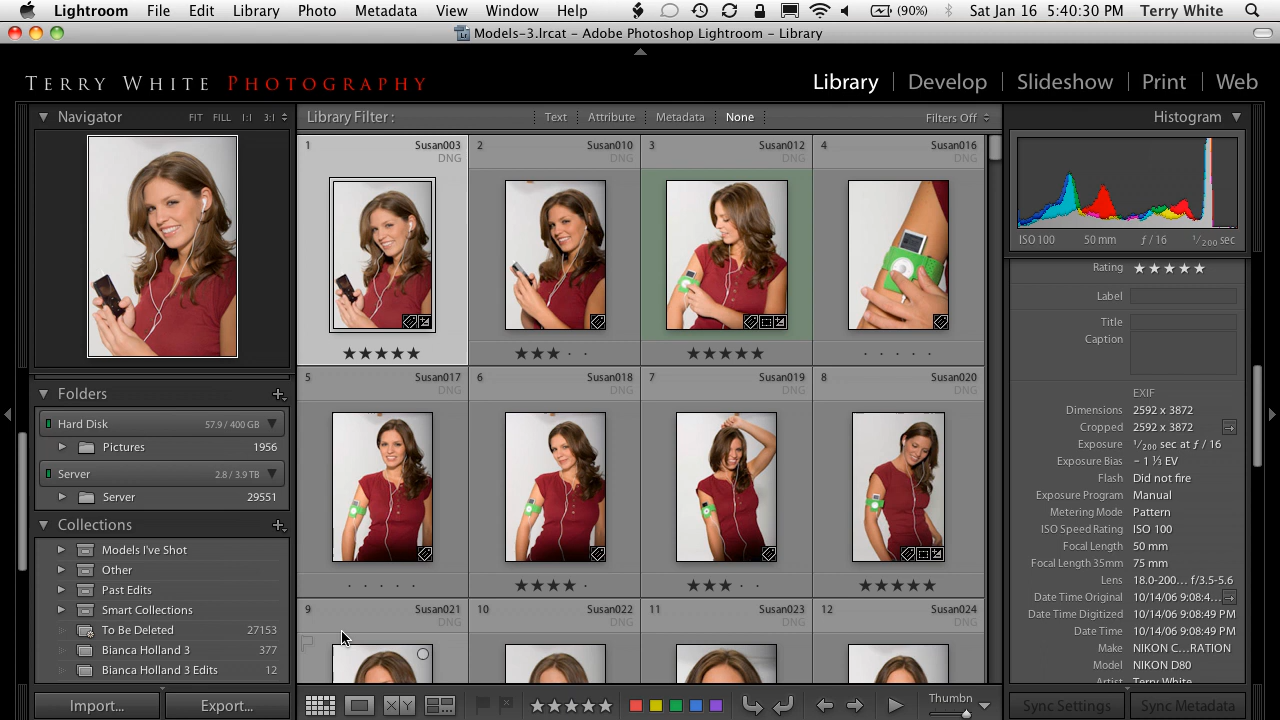 Lightroom File Edit Library Photo Metadata View Window Help (90%) Sat Jan 16 5:40:30 PM Terry White
Models-3.lrcat – Adobe Photoshop Lightroom – Library
TERRY WHITE PHOTOGRAPHY
Library | Develop | Slideshow | Print | Web
Navigator FIT FILL 1:1 3:1
Library Filter : Text Attribute Metadata None Filters Off
Histogram
1 Susan003
DNG
2 Susan010
DNG
3 Susan012
DNG
4 Susan016
DNG
ISO 100 50 mm f / 16 1/200 sec
Folders
Hard Disk 57.9 / 400 GB
Pictures 1956
Server 2.8 / 3.9 TB
Server 29551
Collections
Models I've Shot
Other
Past Edits
Smart Collections
To Be Deleted 27153
Bianca Holland 3 377
Bianca Holland 3 Edits 12
Import... Export...
5 Susan017
DNG
6 Susan018
DNG
7 Susan019
DNG
8 Susan020
DNG
9 Susan021
DNG
10 Susan022
DNG
11 Susan023
DNG
12 Susan024
DNG
Thumbn
Rating ★ ★ ★ ★ ★
Label
Title
Caption
EXIF
Dimensions 2592 x 3872
Cropped 2592 x 3872
Exposure 1/200 sec at f / 16
Exposure Bias − 1 1/3 EV
Flash Did not fire
Exposure Program Manual
Metering Mode Pattern
ISO Speed Rating ISO 100
Focal Length 50 mm
Focal Length 35mm 75 mm
Lens 18.0-200... f/3.5-5.6
Date Time Original 10/14/06 9:08:4...
Date Time Digitized 10/14/06 9:08:49 PM
Date Time 10/14/06 9:08:49 PM
Make NIKON C...RATION
Model NIKON D80
Artist Terry White
Sync Settings Sync Metadata